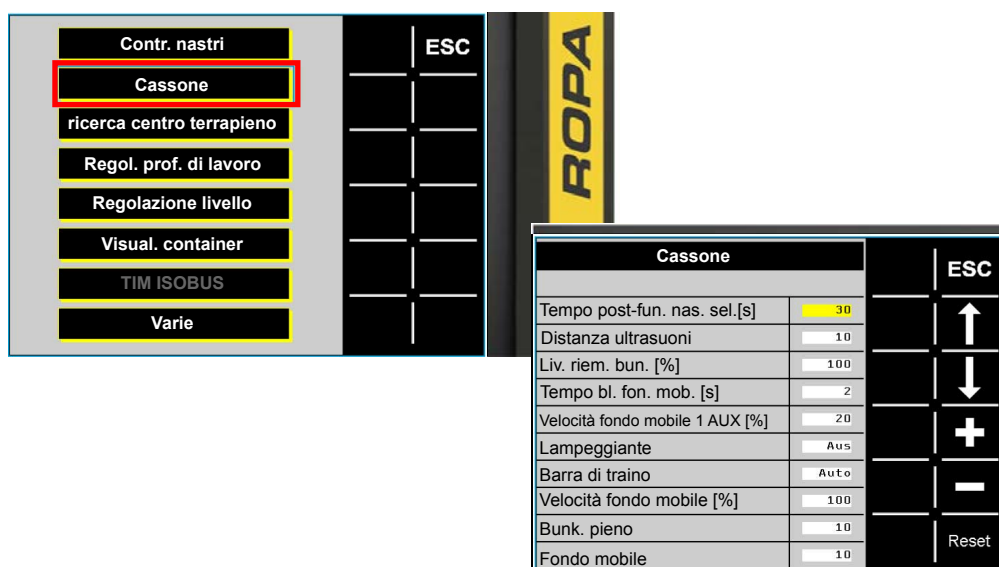 Contr. nastri
ESC
Cassone
ricerca centro terrapieno
Regol. prof. di lavoro
Regolazione livello
Visual. container
TIM ISOBUS
Varie
ROPA
Cassone
ESC
Tempo post-fun. nas. sel.[s] 30
Distanza ultrasuoni 10
Liv. riem. bun. [%] 100
Tempo bl. fon. mob. [s] 2
Velocità fondo mobile 1 AUX [%] 20
Lampeggiante Aus
Barra di traino Auto
Velocità fondo mobile [%] 100
Bunk. pieno 10
Reset
Fondo mobile 10